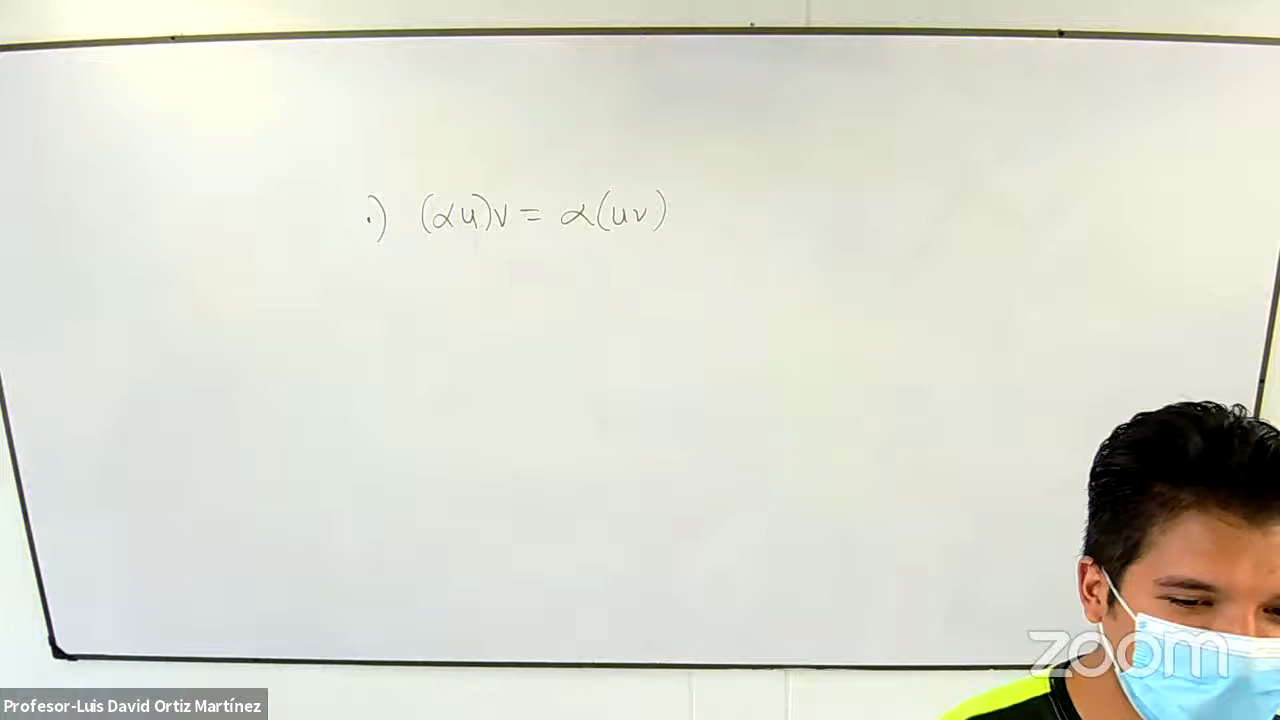 .) (αu)v = α(uv)
zoom
Profesor-Luis David Ortiz Martínez